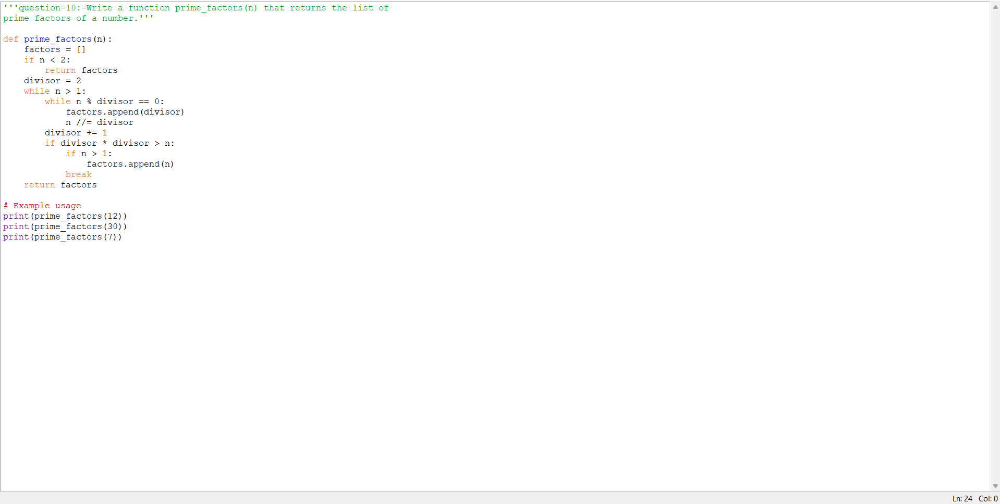 '''question-10:-Write a function prime_factors(n) that returns the list of
prime factors of a number.'''

def prime_factors(n):
    factors = []
    if n < 2:
        return factors
    divisor = 2
    while n > 1:
        while n % divisor == 0:
            factors.append(divisor)
            n //= divisor
        divisor += 1
        if divisor * divisor > n:
            if n > 1:
                factors.append(n)
            break
    return factors

# Example usage
print(prime_factors(12))
print(prime_factors(30))
print(prime_factors(7))
Ln: 24 Col: 0